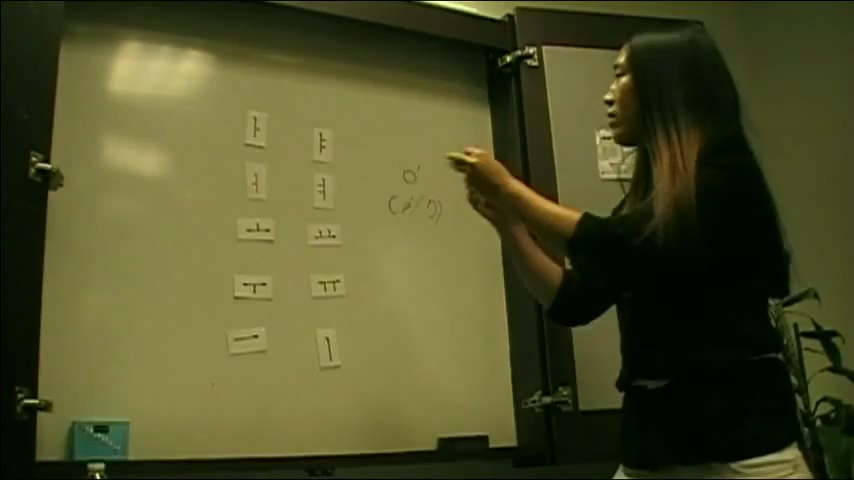 ㅏ ㅑ
ㅓ ㅕ
ㅗ ㅛ
ㅜ ㅠ
ㅡ ㅣ